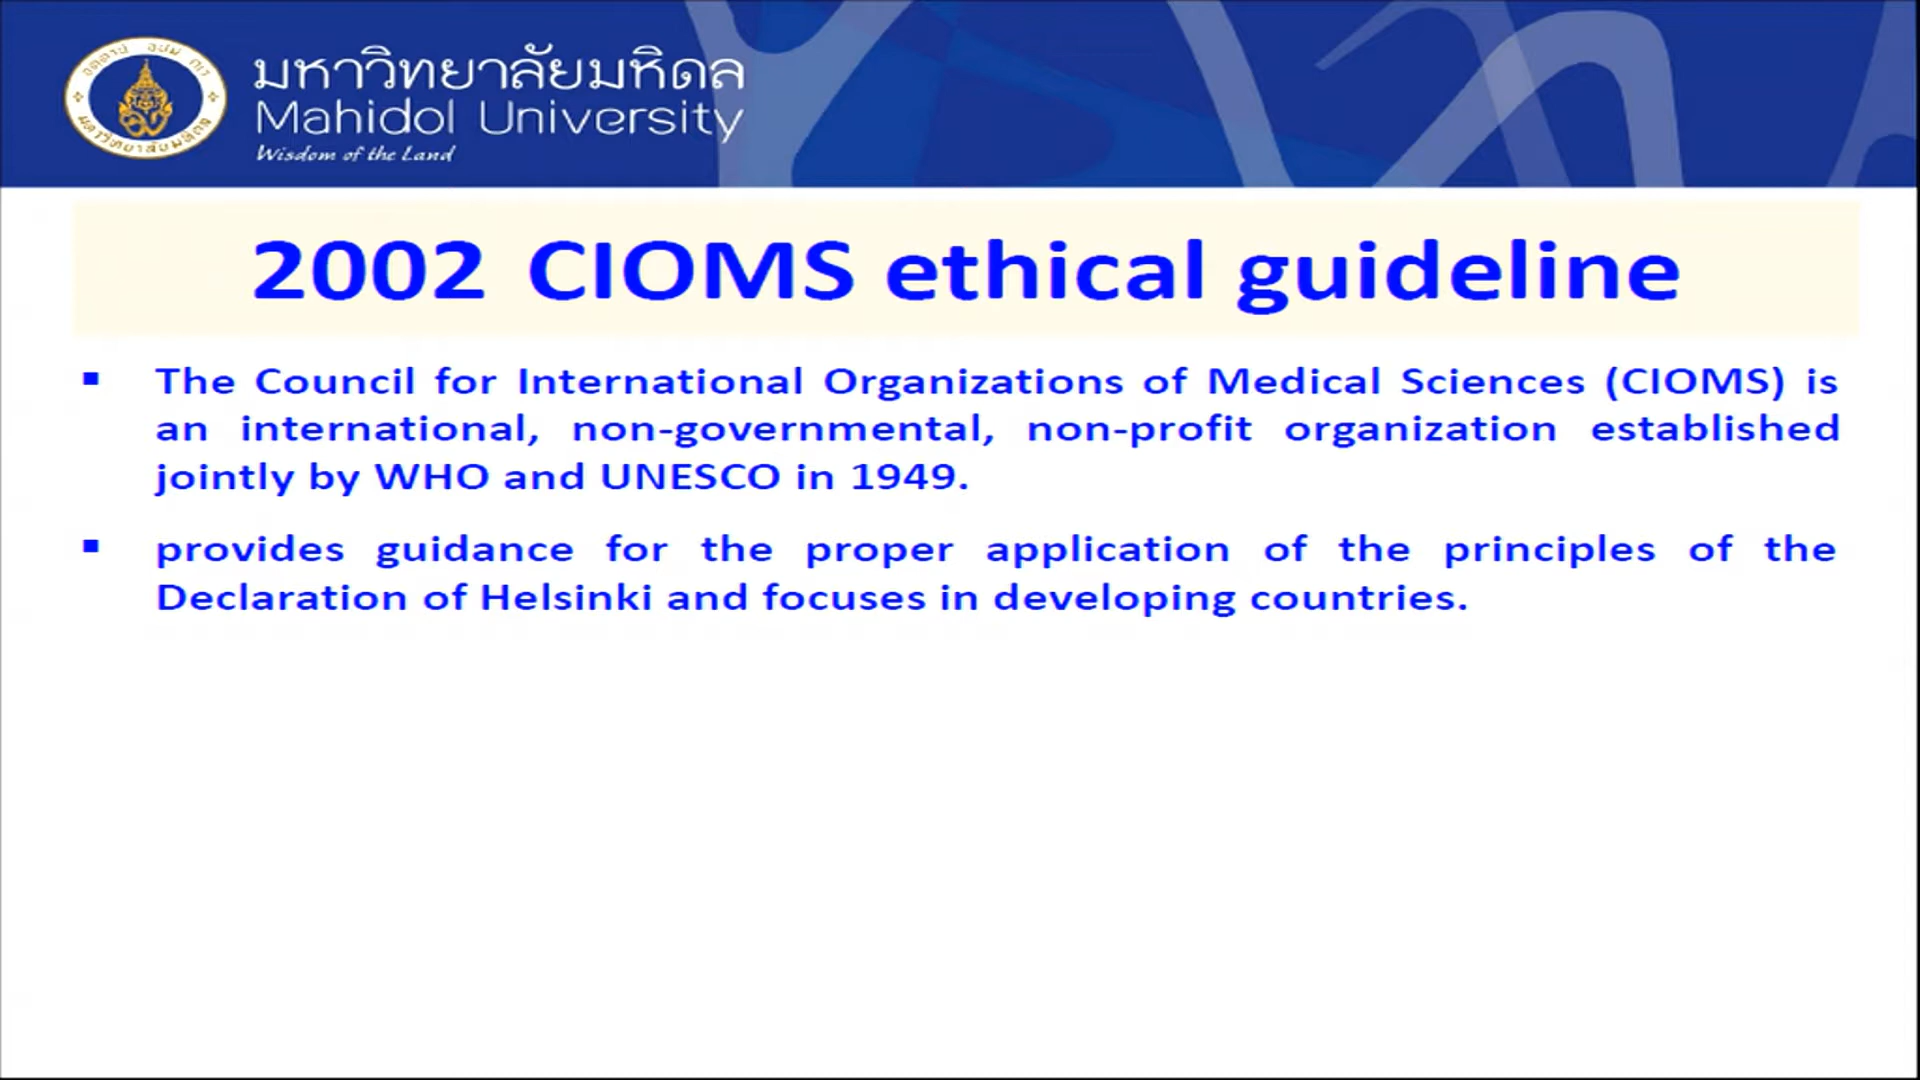 มหาวิทยาลัยมหิดล
Mahidol University
Wisdom of the Land
2002 CIOMS ethical guideline
▪ The Council for International Organizations of Medical Sciences (CIOMS) is
an international, non-governmental, non-profit organization established
jointly by WHO and UNESCO in 1949.
▪ provides guidance for the proper application of the principles of the
Declaration of Helsinki and focuses in developing countries.